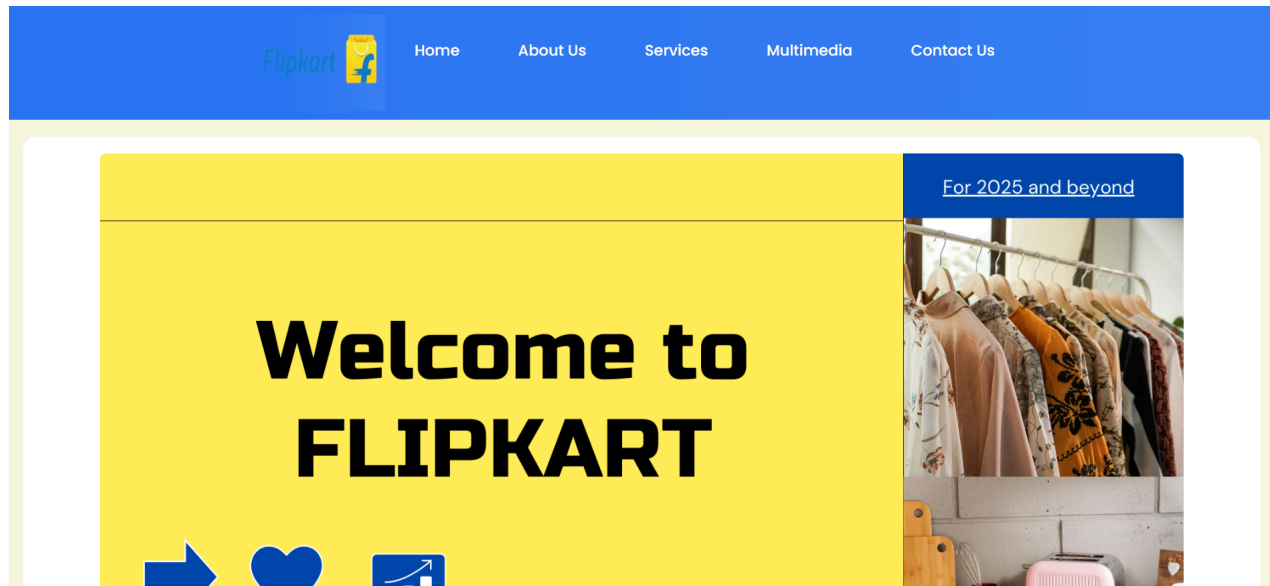 Flipkart
Home About Us Services Multimedia Contact Us
For 2025 and beyond
Welcome to
FLIPKART